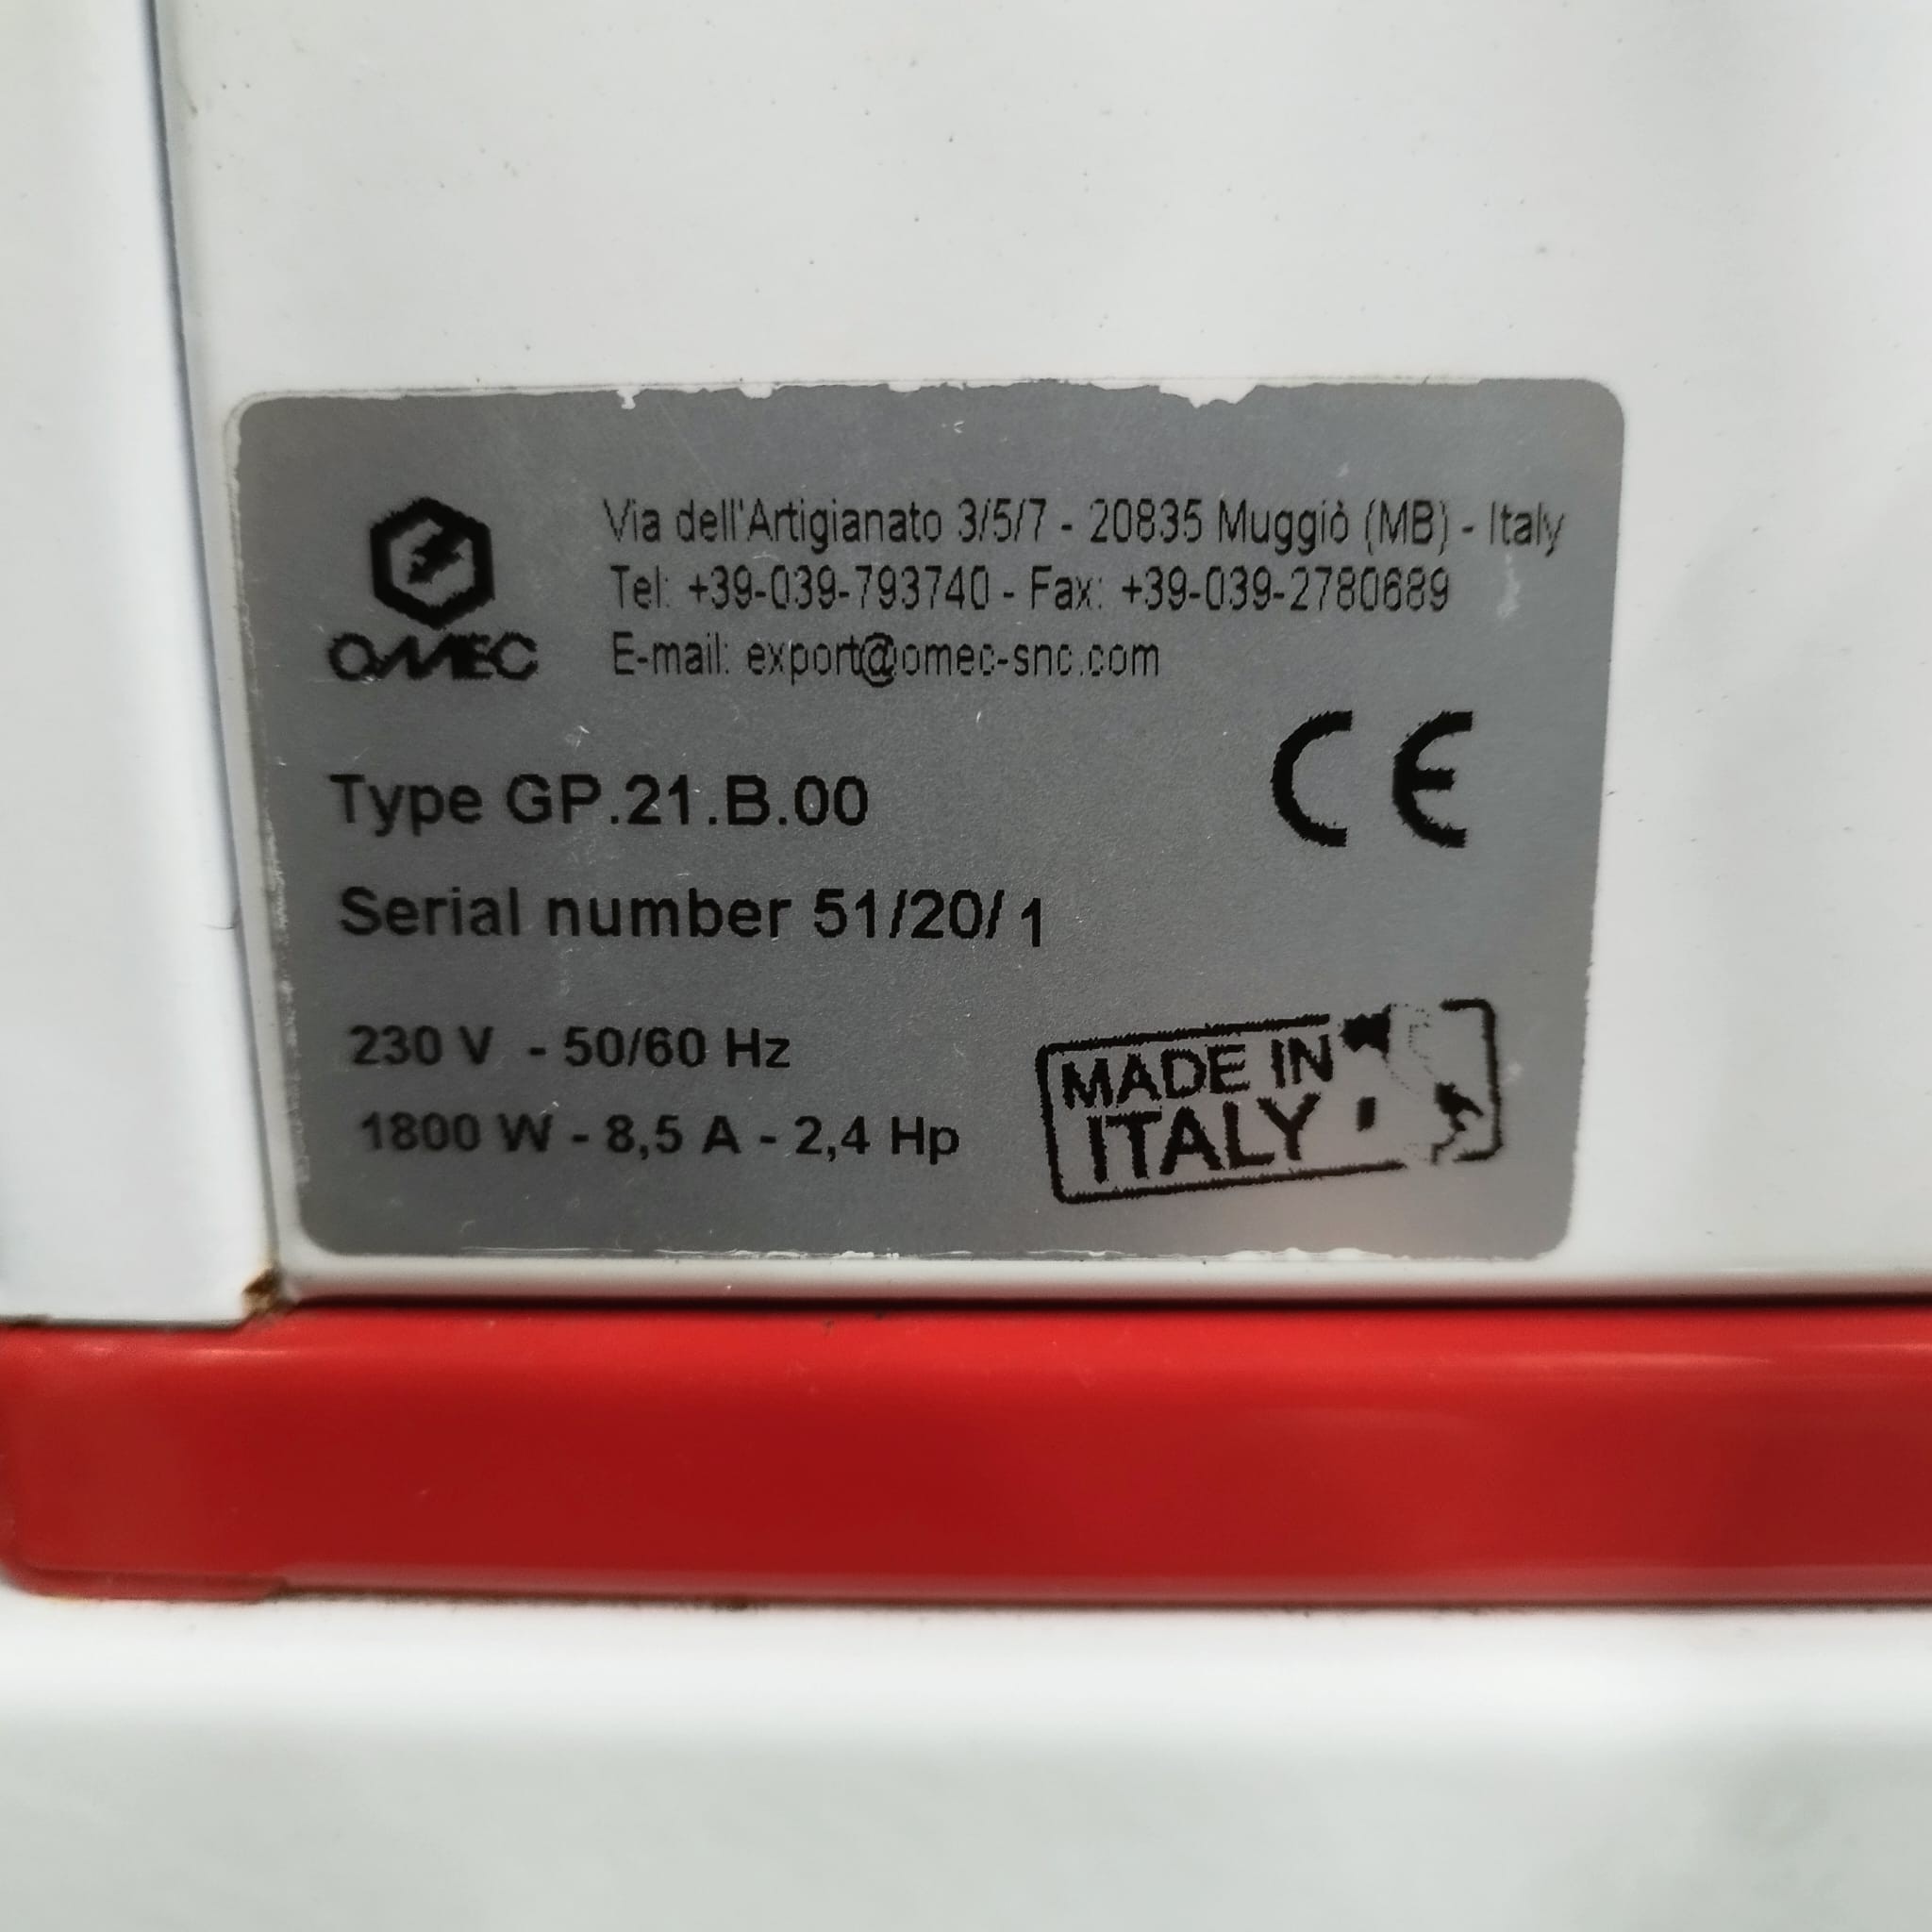 OMEC
Via dell'Artigianato 3/5/7 - 20835 Muggiò (MB) - Italy
Tel: +39-039-793740 - Fax: +39-039-2780689
E-mail: export@omec-snc.com
CE
Type GP.21.B.00
Serial number 51/20/1
230 V - 50/60 Hz
1800 W - 8,5 A - 2,4 Hp
MADE IN
ITALY